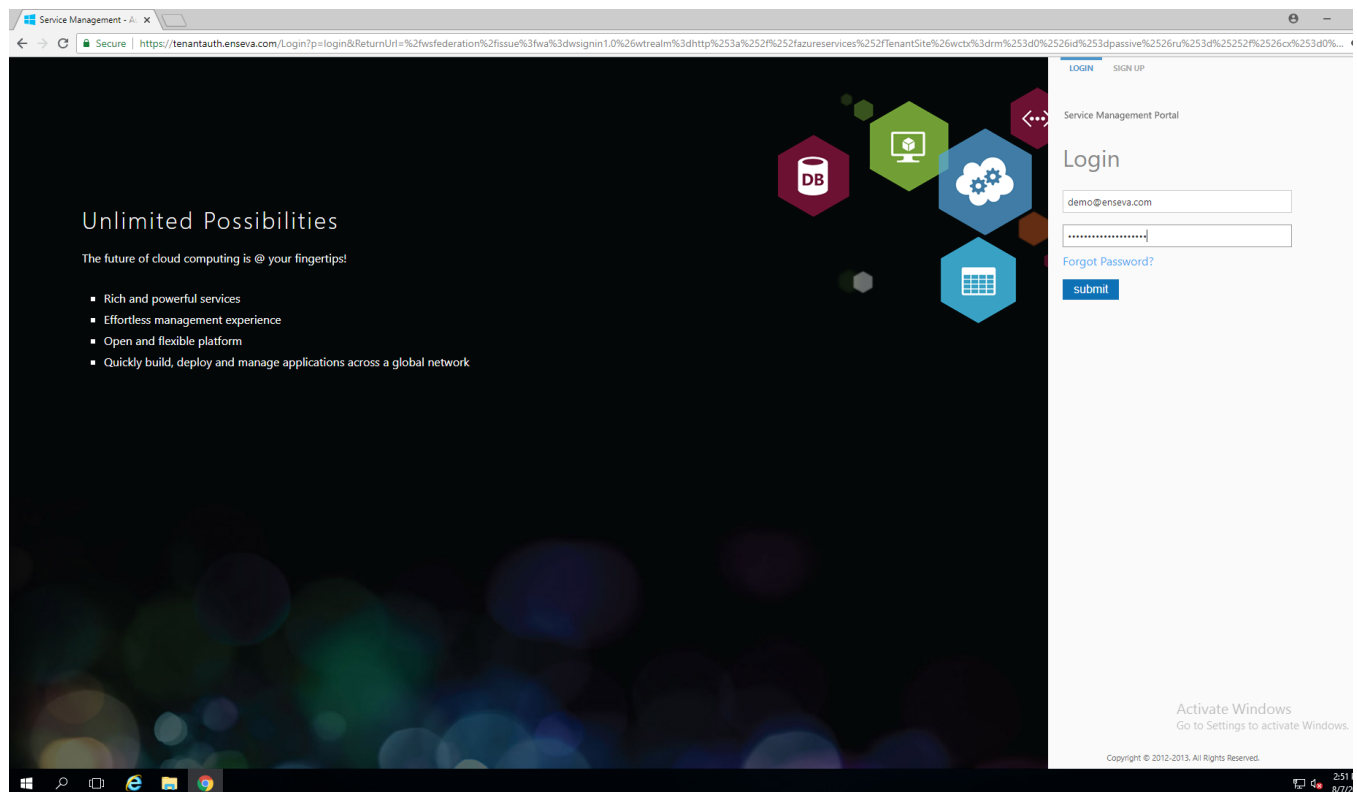 Service Management - A
Secure | https://tenantauth.enseva.com/Login?p=login&ReturnUrl=%2fwsfederation%2fissue%3fwa%3dwsignin1.0%26wtrealm%3dhttp%253a%252f%252fazureservices%252fTenantSite%26wctx%3drm%253d0%2526id%253dpassive%2526ru%253d%25252f%2526cx%253d0%...
LOGIN SIGN UP
Service Management Portal
Login
demo@enseva.com
Forgot Password?
submit
DB
Unlimited Possibilities
The future of cloud computing is @ your fingertips!
Rich and powerful services
Effortless management experience
Open and flexible platform
Quickly build, deploy and manage applications across a global network
Activate Windows
Go to Settings to activate Windows.
Copyright © 2012-2013. All Rights Reserved.
2:51
8/7/2